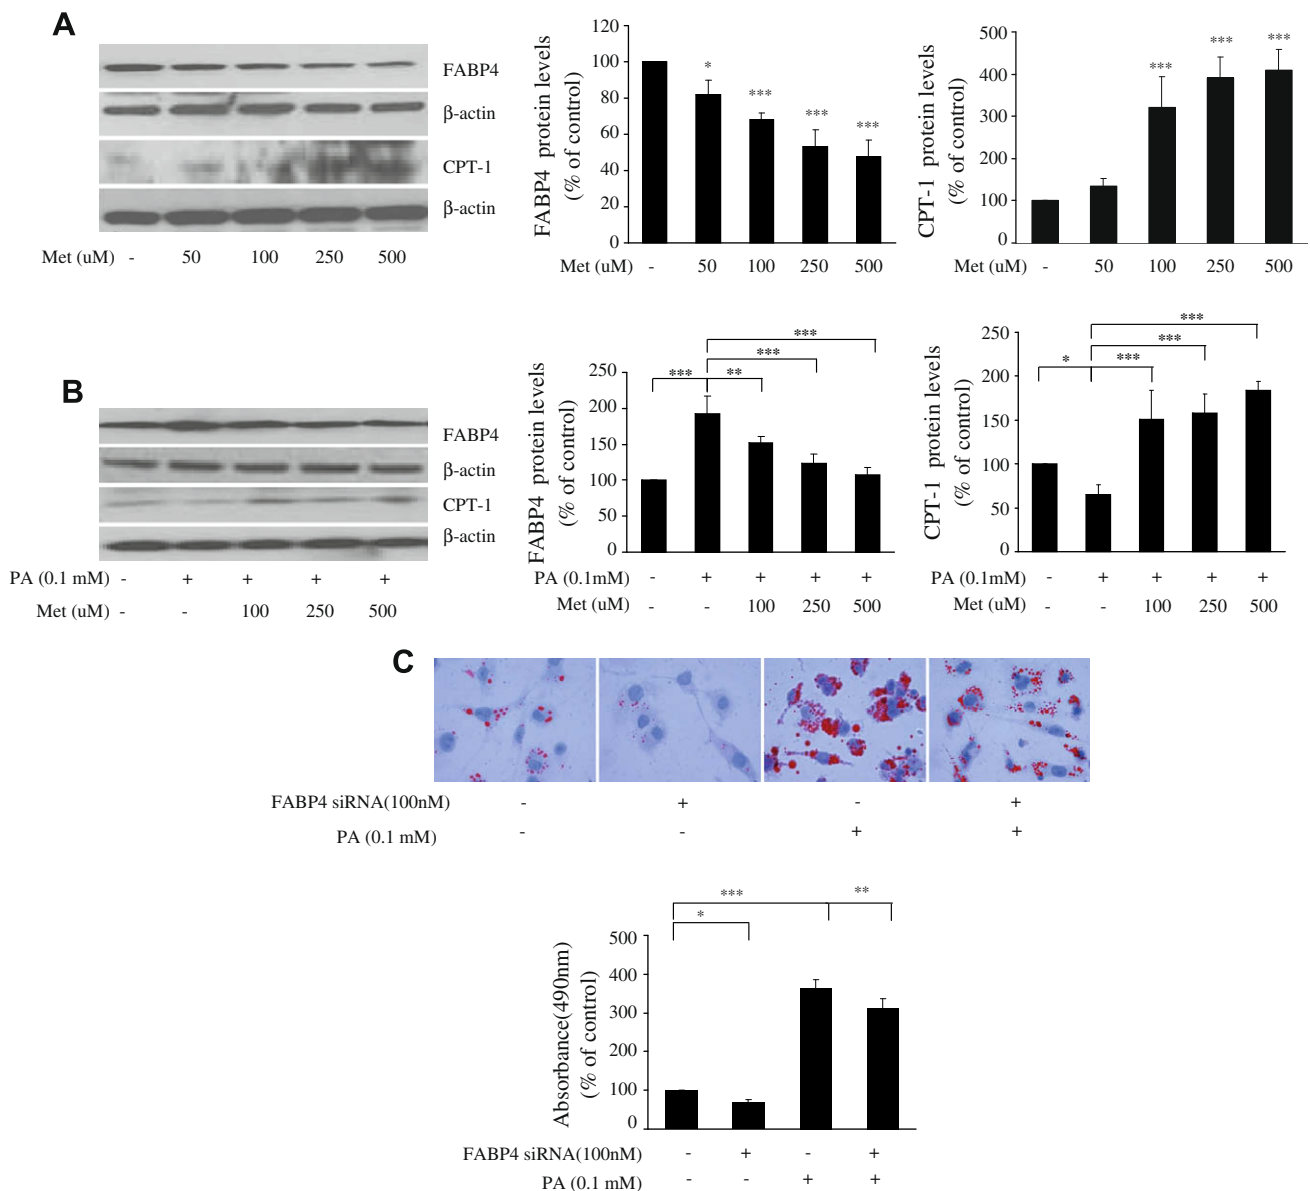 A
FABP4
β-actin
CPT-1
β-actin
Met (uM) - 50 100 250 500
FABP4 protein levels
(% of control)
120
100
80
60
40
20
0
* *** *** ***
Met (uM) - 50 100 250 500
CPT-1 protein levels
(% of control)
500
400
300
200
100
0
*** *** ***
Met (uM) - 50 100 250 500
B
FABP4
β-actin
CPT-1
β-actin
PA (0.1 mM) - + + + +
Met (uM) - - 100 250 500
FABP4 protein levels
(% of control)
250
200
150
100
50
0
***
***
*** **
PA (0.1mM) - + + + +
Met (uM) - - 100 250 500
CPT-1 protein levels
(% of control)
250
200
150
100
50
0
***
***
* ***
PA (0.1mM) - + + + +
Met (uM) - - 100 250 500
C
FABP4 siRNA(100nM) - + - +
PA (0.1 mM) - - + +
Absorbance(490nm)
(% of control)
500
400
300
200
100
0
*** **
*
FABP4 siRNA(100nM) - + - +
PA (0.1 mM) - - + +